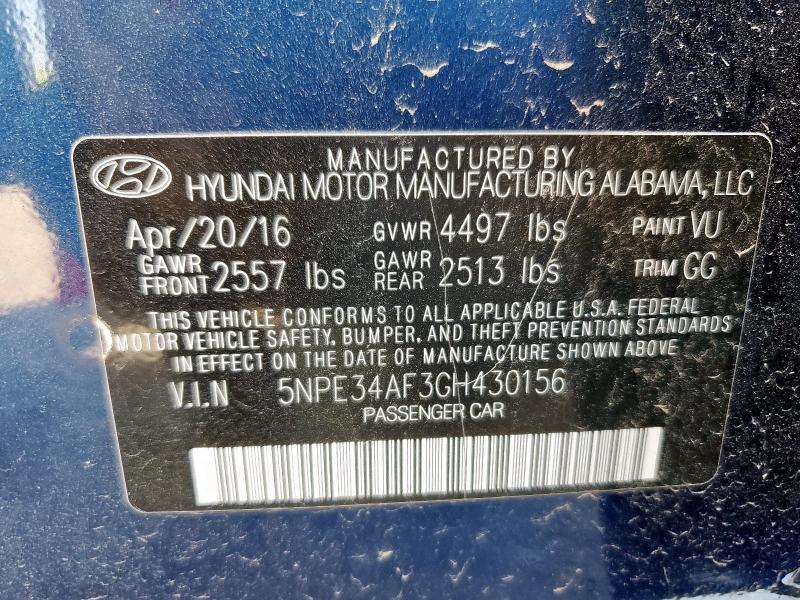 MANUFACTURED BY
HYUNDAI MOTOR MANUFACTURING ALABAMA, LLC
Apr/20/16 GVWR 4497 lbs PAINT VU
GAWR FRONT 2557 lbs GAWR REAR 2513 lbs TRIM GG
THIS VEHICLE CONFORMS TO ALL APPLICABLE U.S.A. FEDERAL
MOTOR VEHICLE SAFETY, BUMPER, AND THEFT PREVENTION STANDARDS
IN EFFECT ON THE DATE OF MANUFACTURE SHOWN ABOVE
V.I.N 5NPE34AF3GH430156
PASSENGER CAR